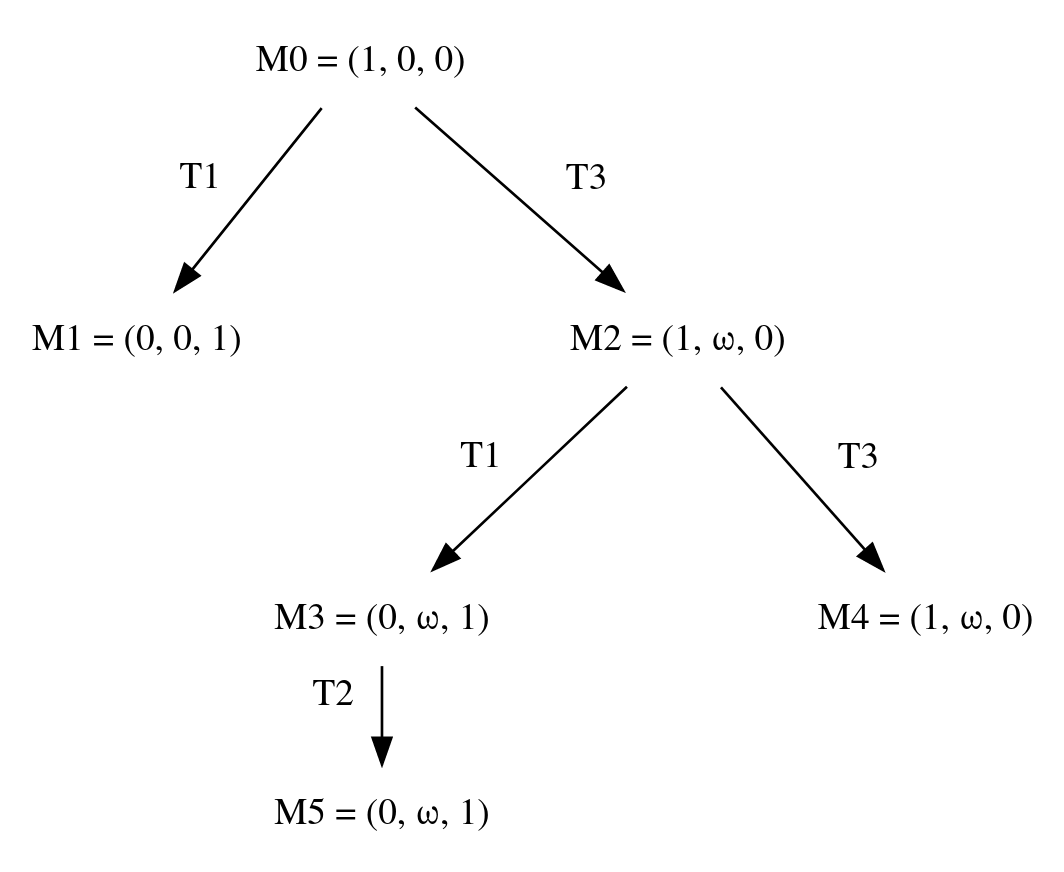 M0 = (1, 0, 0)
T1
T3
M1 = (0, 0, 1)
M2 = (1, ω, 0)
T1
T3
M3 = (0, ω, 1)
M4 = (1, ω, 0)
T2
M5 = (0, ω, 1)